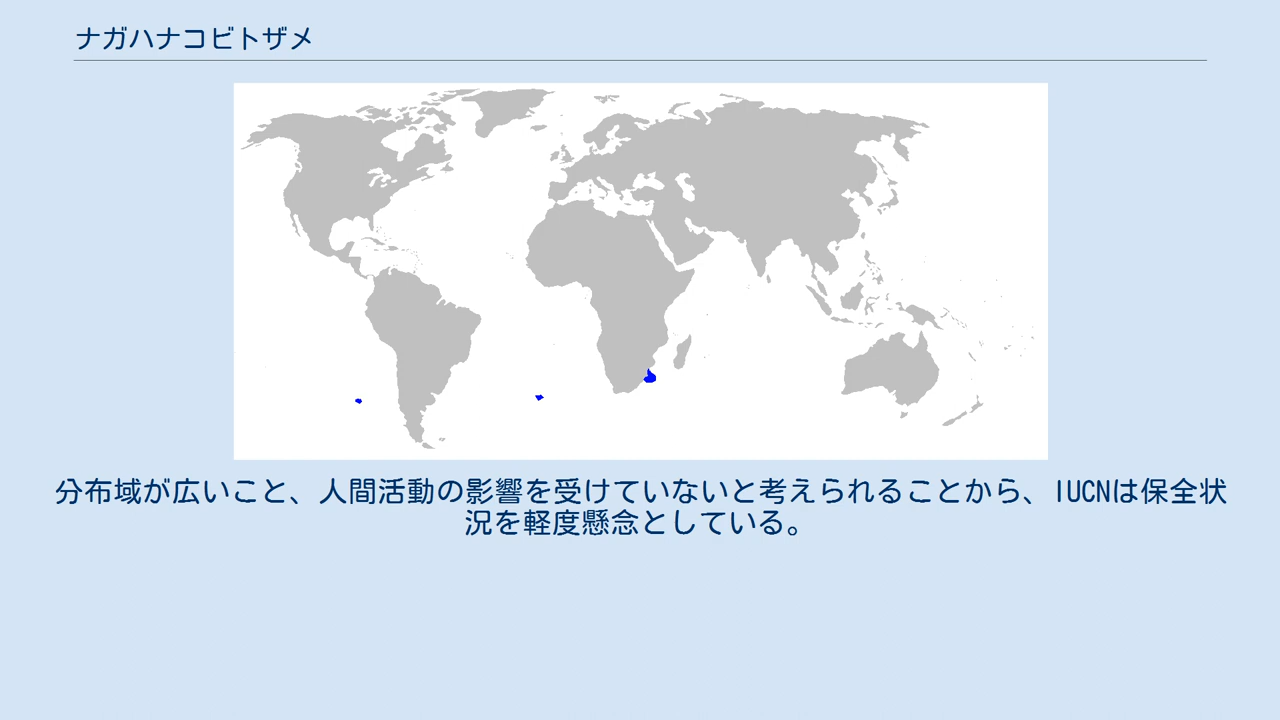 ナガハナコビトザメ
分布域が広いこと、人間活動の影響を受けていないと考えられることから、IUCNは保全状
況を軽度懸念としている。